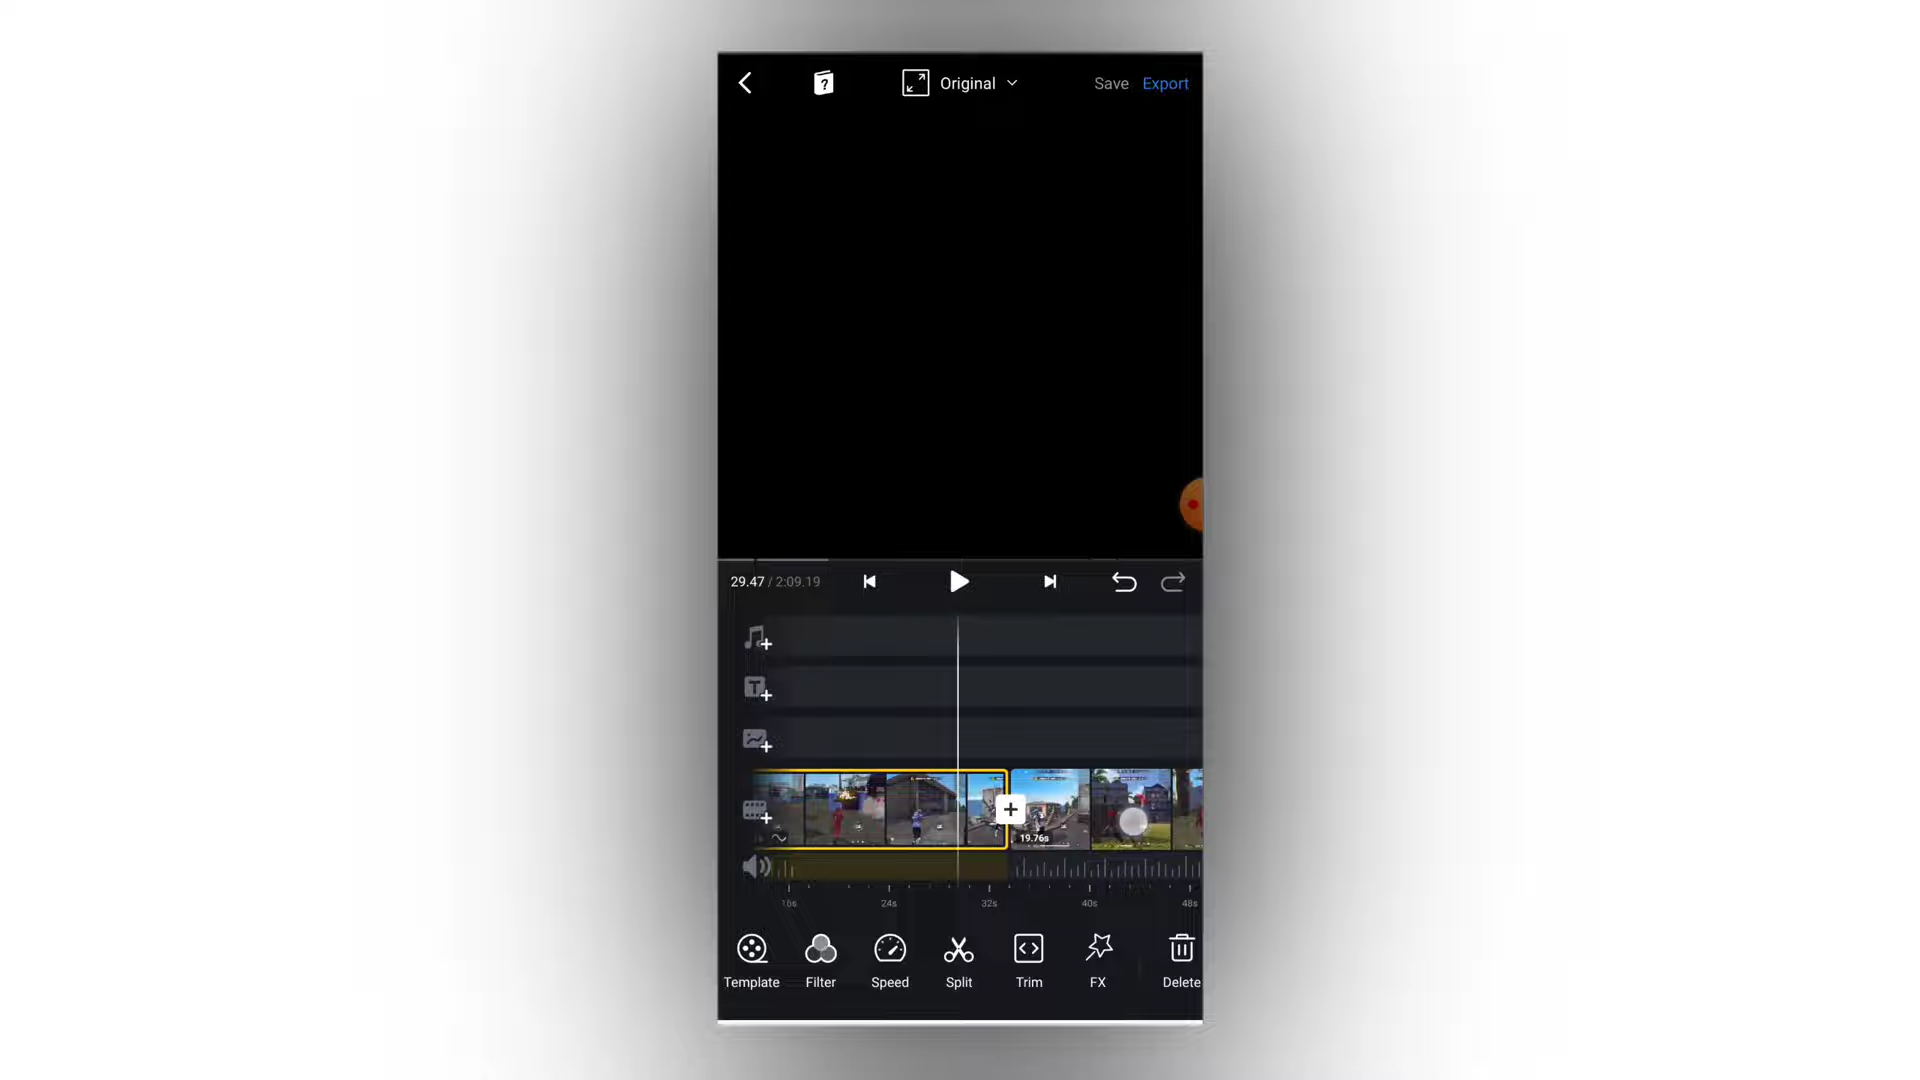 Original Save Export
29.47 / 2:09.19
19.76s
16s 24s 32s 40s 48s
Template Filter Speed Split Trim FX Delete